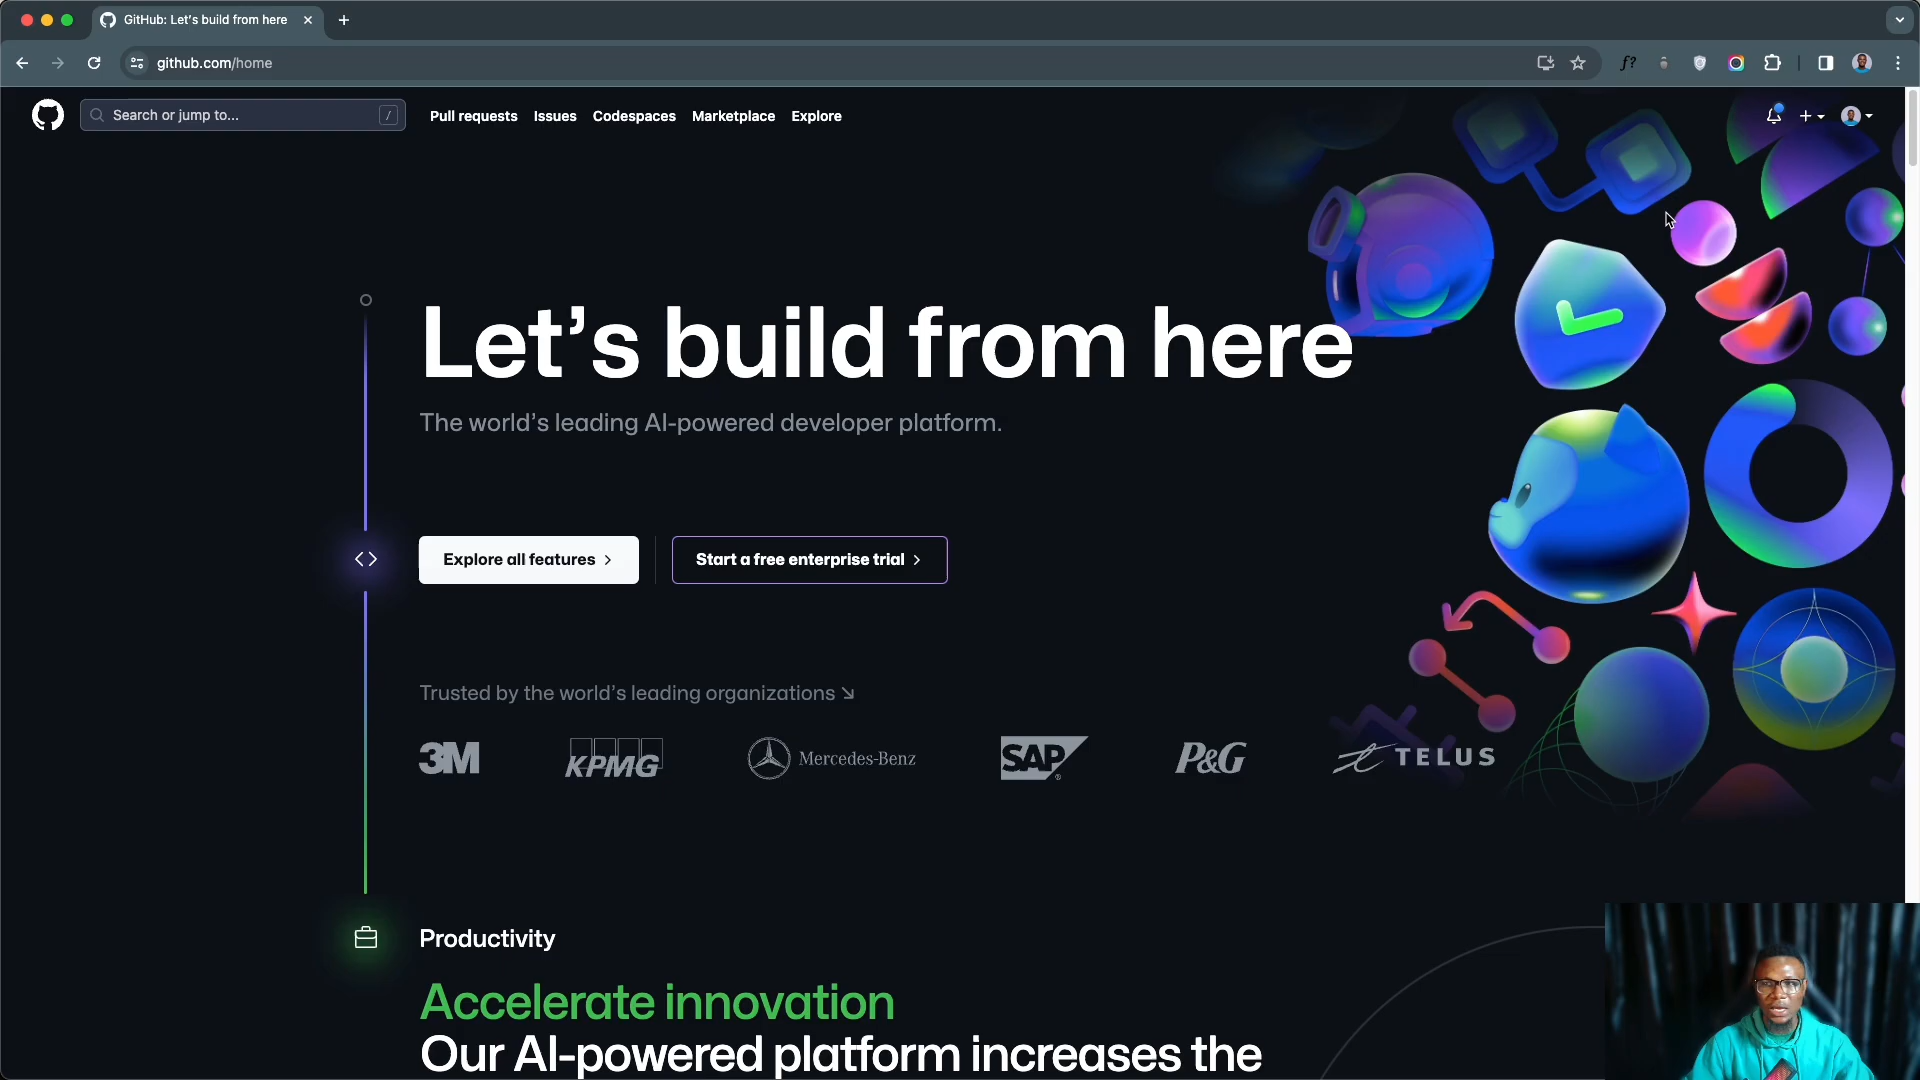 GitHub: Let's build from here
github.com/home
f?
Search or jump to...
/
Pull requests
Issues
Codespaces
Marketplace
Explore
Let’s build from here
The world’s leading AI-powered developer platform.
Explore all features
Start a free enterprise trial
Trusted by the world’s leading organizations
3M
KPMG
Mercedes-Benz
SAP
P&G
TELUS
Productivity
Accelerate innovation
Our AI-powered platform increases the